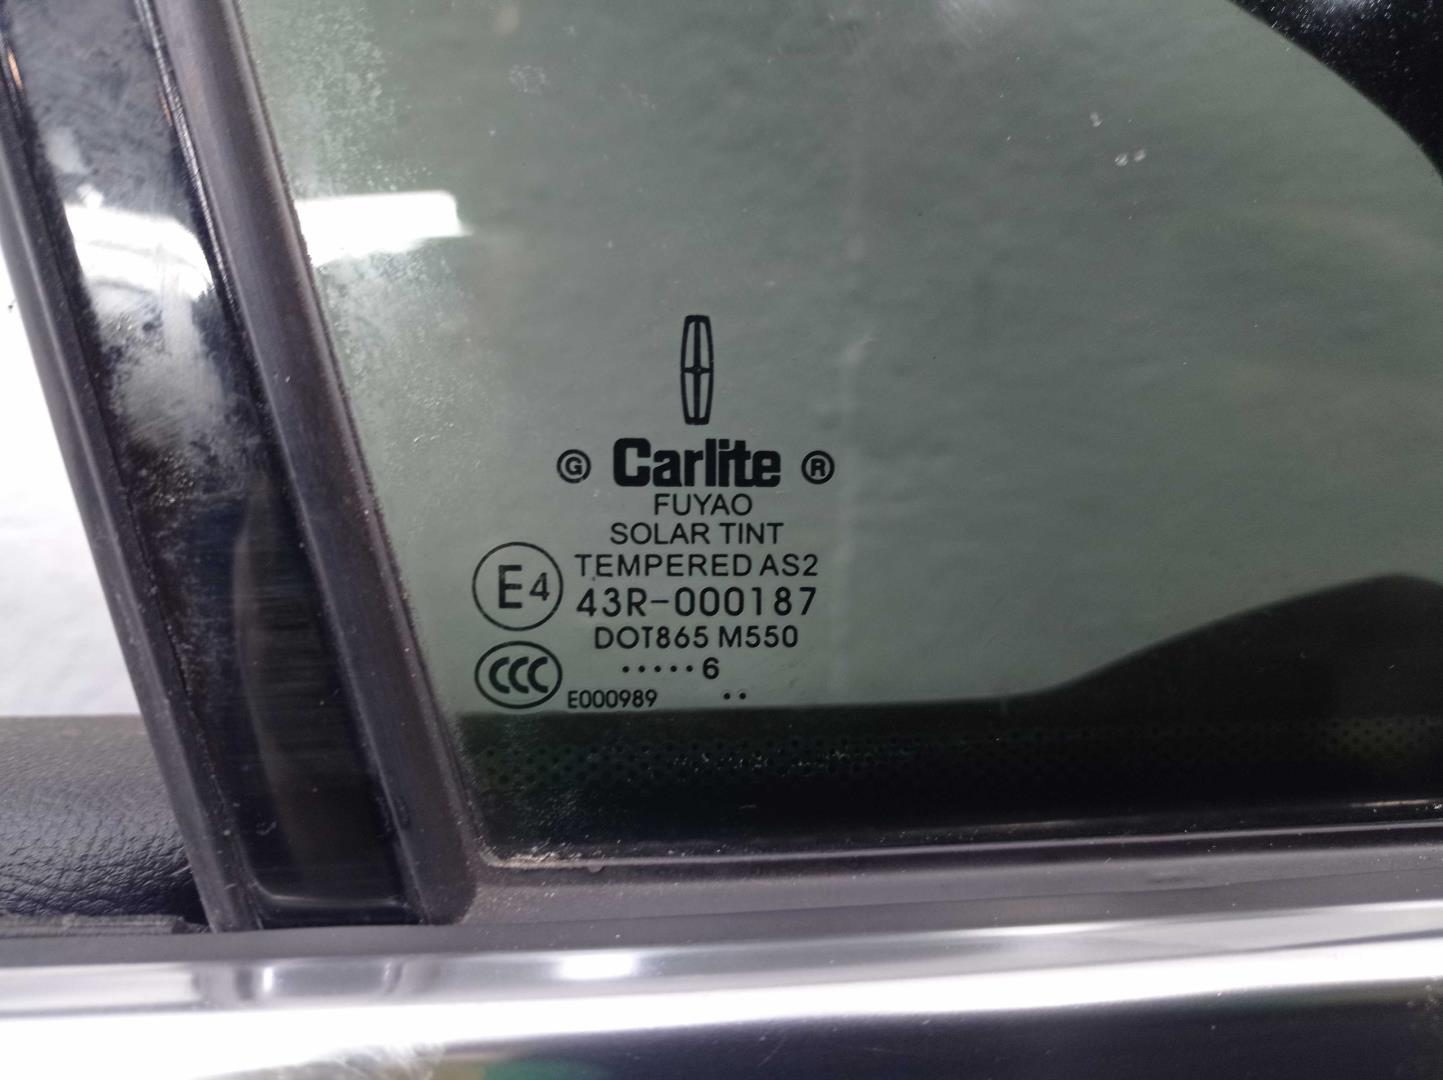 G Carlite ®
FUYAO
SOLAR TINT
TEMPERED AS2
E4 43R-000187
DOT865 M550
CCC ·····6
E000989 ··